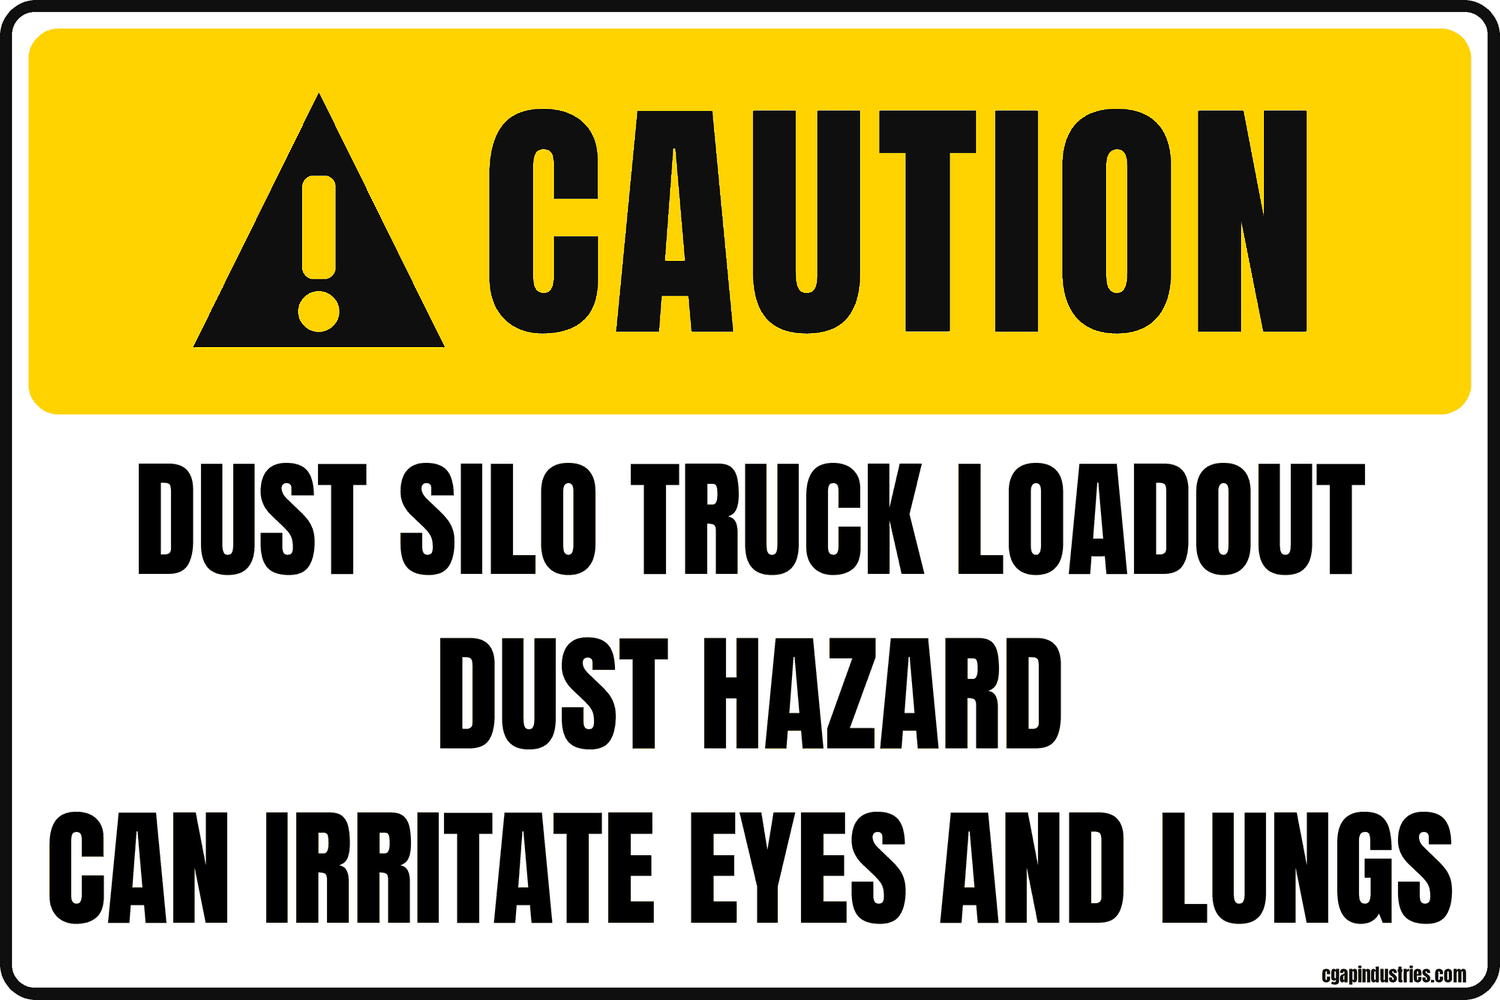 CAUTION
DUST SILO TRUCK LOADOUT
DUST HAZARD
CAN IRRITATE EYES AND LUNGS
cgapindustries.com